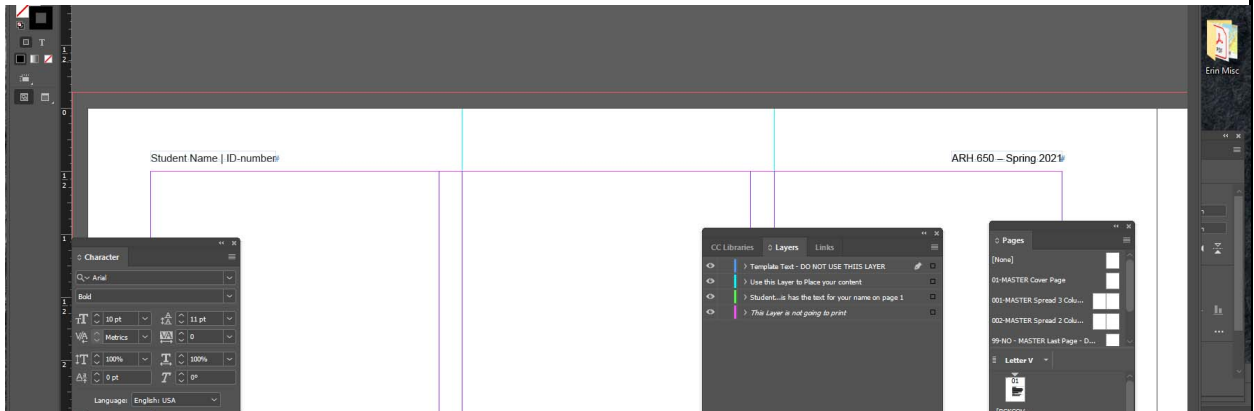 Erin Misc
Student Name | ID-number
ARH 650 – Spring 2021
Character
Arial
Bold
10 pt
11 pt
Metrics
0
100%
100%
0 pt
0°
Language: English: USA
CC Libraries
Layers
Links
Template Text - DO NOT USE THIIS LAYER
Use this Layer to Place your content
Student...is has the text for your name on page 1
This Layer is not going to print
Pages
[None]
01-MASTER Cover Page
001-MASTER Spread 3 Colu...
002-MASTER Spread 2 Colu...
99-NO - MASTER Last Page - D...
Letter V
01